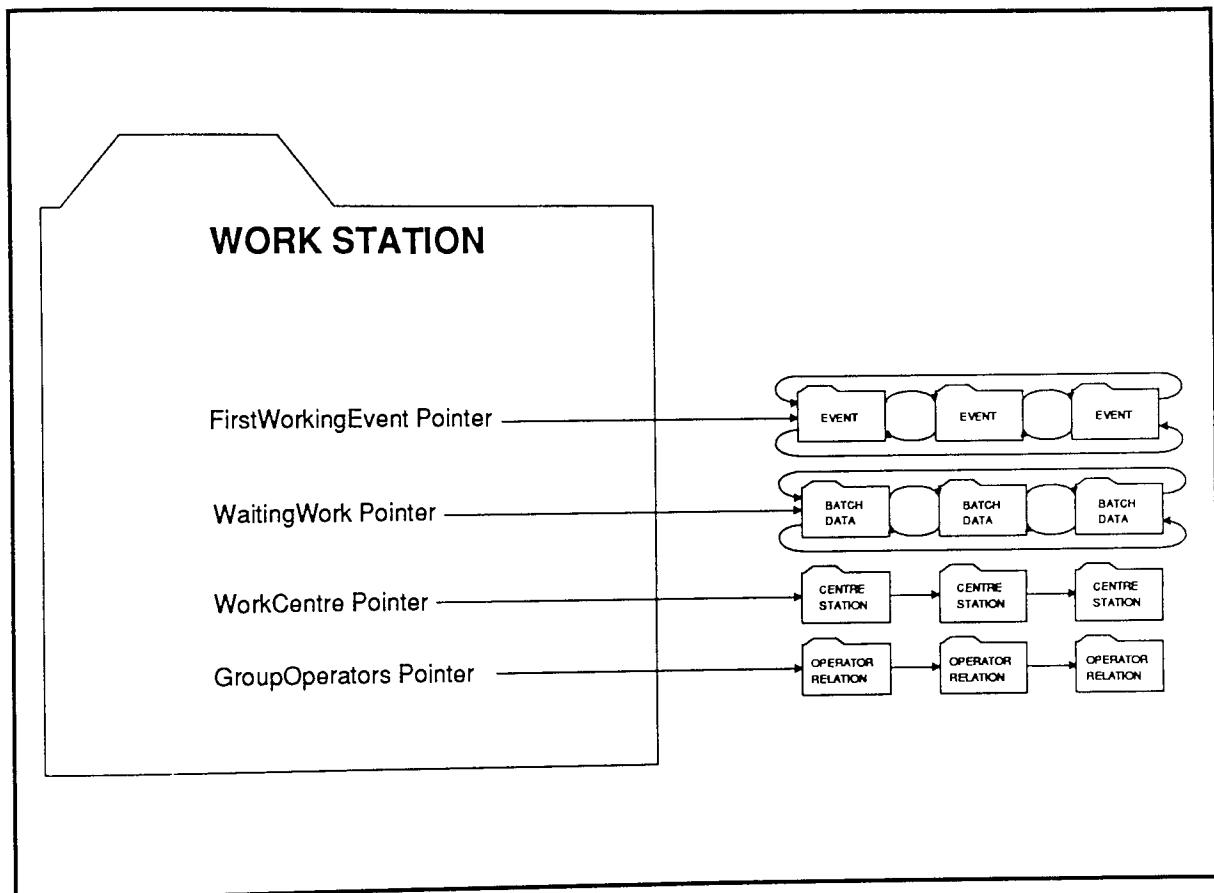 WORK STATION
FirstWorkingEvent Pointer
EVENT
EVENT
EVENT
WaitingWork Pointer
BATCH
DATA
BATCH
DATA
BATCH
DATA
WorkCentre Pointer
CENTRE
STATION
CENTRE
STATION
CENTRE
STATION
GroupOperators Pointer
OPERATOR
RELATION
OPERATOR
RELATION
OPERATOR
RELATION